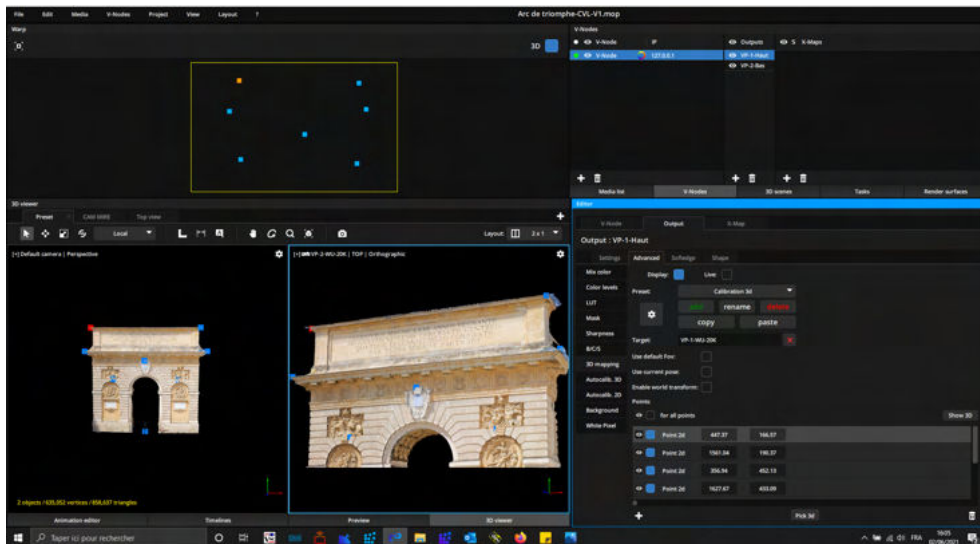 File Edit Media V-Nodes Project View Layout ? Arc de triomphe-CVL-V1.mop
Warp
3D
V-Nodes
V-Node IP Outputs S X-Maps
V-Node 127.0.0.1 VP-1-Haut
VP-2-Bas
Media list V-Nodes 3D scenes Tasks Render surfaces
3D viewer
Preset CAM MIRE Top view
Local Layout: 2 x 1
[+] Default camera | Perspective
VP-2-WU-20K | TOP | Orthographic
2 objects / 635,052 vertices / 858,637 triangles
Animation editor Timelines Preview 3D viewer
Editor
V-Node Output X-Map
Output : VP-1-Haut
Settings Advanced Softedge Shape
Mix color
Color levels
LUT
Mask
Sharpness
B/C/S
3D mapping
Autocalib. 3D
Autocalib. 2D
Background
White Pixel
Display: Live:
Preset: Calibration 3d
add rename delete
copy paste
Target: VP-1-WU-20K
Use default Fov:
Use current pose:
Enable world transform:
Points
for all points Show 3D
Point 2d 447.37 166.57
Point 2d 1561.04 190.37
Point 2d 356.94 452.13
Point 2d 1627.67 433.09
Pick 3d
Taper ici pour rechercher
FRA 16:05
02/06/2021